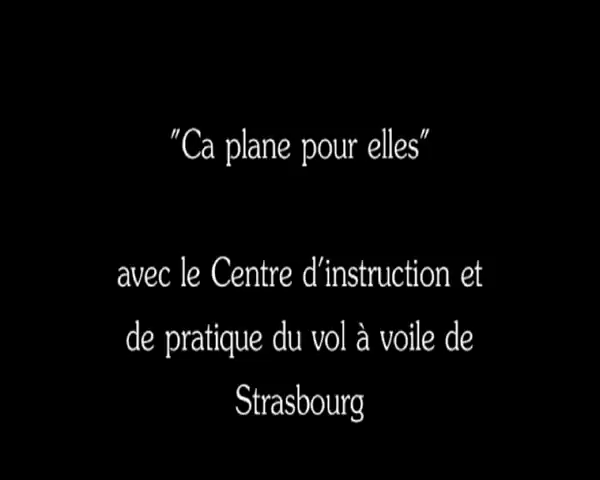 "Ca plane pour elles"
avec le Centre d'instruction et
de pratique du vol à voile de
Strasbourg